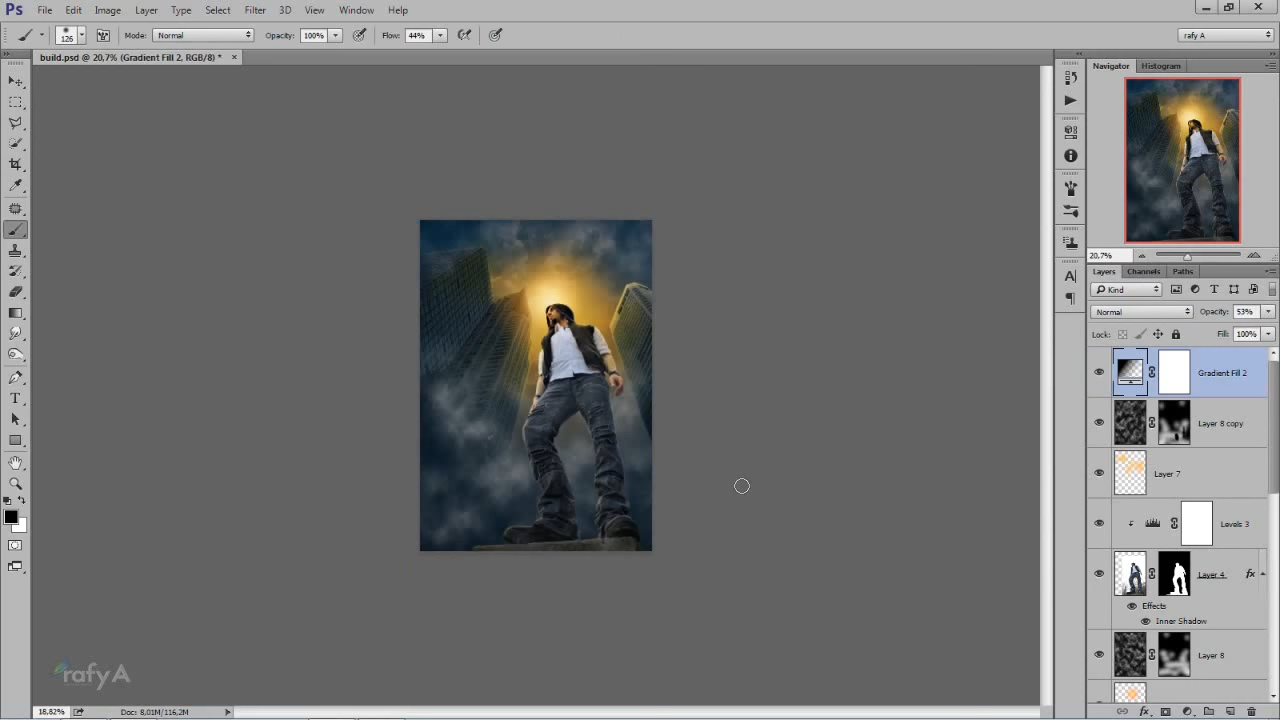 Ps File Edit Image Layer Type Select Filter 3D View Window Help
126 Mode: Normal Opacity: 100% Flow: 44% rafy A
build.psd @ 20,7% (Gradient Fill 2, RGB/8) * ×
Navigator Histogram
20,7%
Layers Channels Paths
Kind
Normal Opacity: 53%
Lock: Fill: 100%
Gradient Fill 2
Layer 8 copy
Layer 7
Levels 3
Layer 4 fx
Effects
Inner Shadow
Layer 8
rafy A
18,82% Doc: 8,01M/116,2M